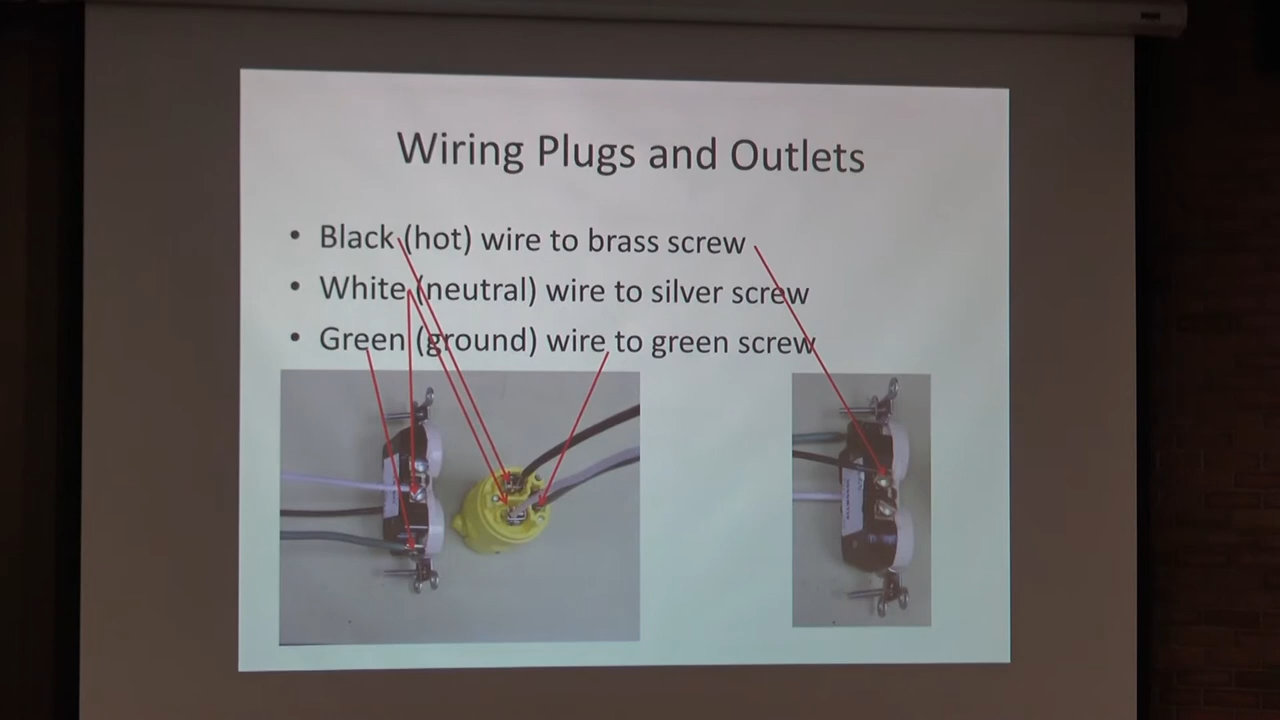 Wiring Plugs and Outlets
• Black (hot) wire to brass screw
• White (neutral) wire to silver screw
• Green (ground) wire to green screw